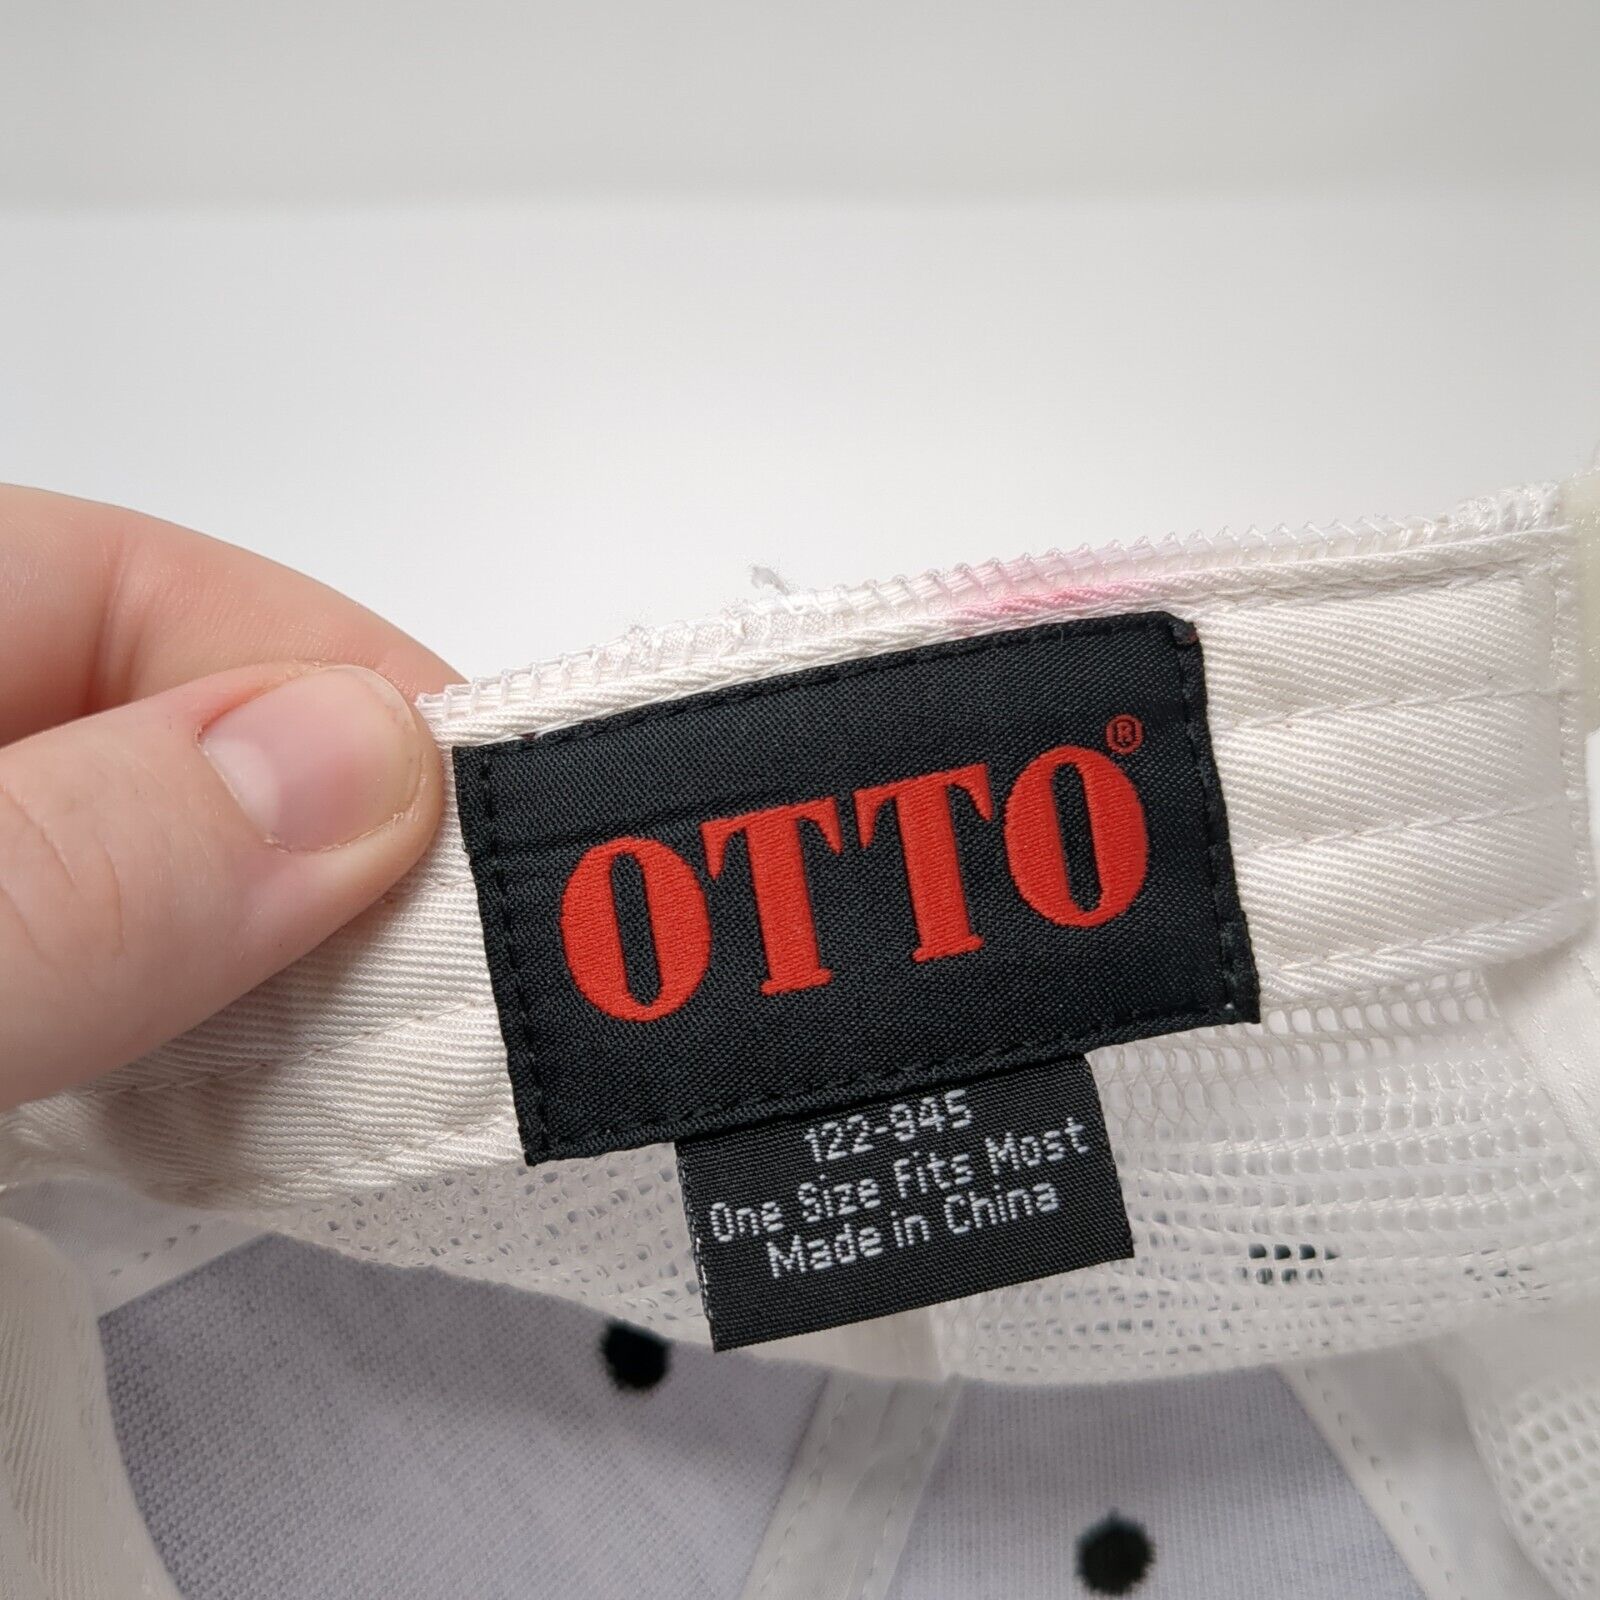 OTTO®
122-945
One Size Fits Most
Made in China